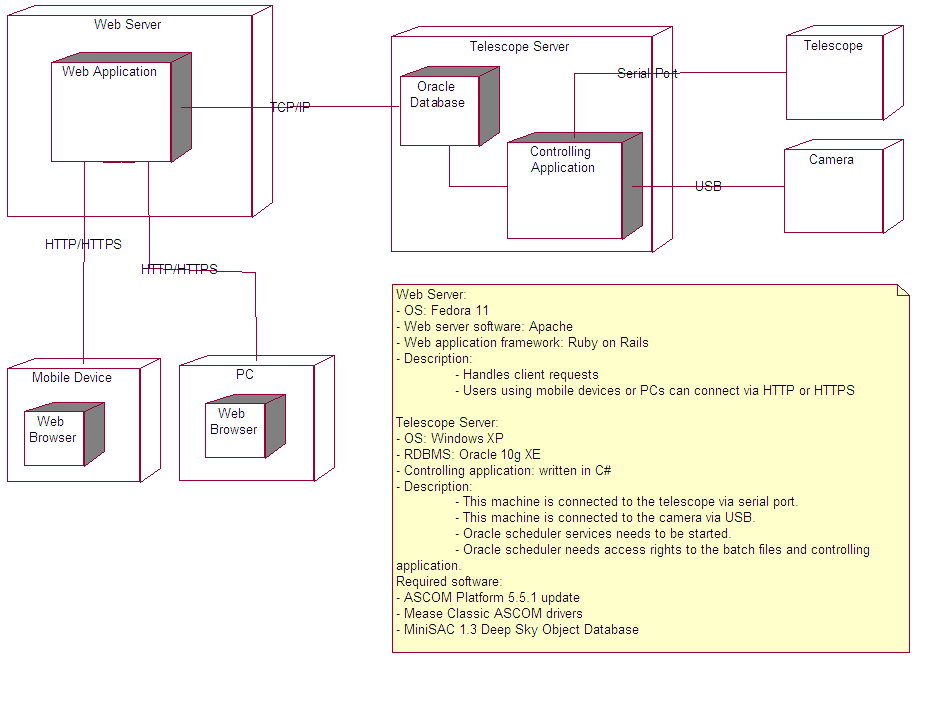 Web Server
Web Application
TCP/IP
Telescope Server
Oracle
Database
Controlling
Application
Serial Port
Telescope
Camera
USB
HTTP/HTTPS
HTTP/HTTPS
Mobile Device
Web
Browser
PC
Web
Browser
Web Server:
- OS: Fedora 11
- Web server software: Apache
- Web application framework: Ruby on Rails
- Description:
- Handles client requests
- Users using mobile devices or PCs can connect via HTTP or HTTPS
Telescope Server:
- OS: Windows XP
- RDBMS: Oracle 10g XE
- Controlling application: written in C#
- Description:
- This machine is connected to the telescope via serial port.
- This machine is connected to the camera via USB.
- Oracle scheduler services needs to be started.
- Oracle scheduler needs access rights to the batch files and controlling
application.
Required software:
- ASCOM Platform 5.5.1 update
- Mease Classic ASCOM drivers
- MiniSAC 1.3 Deep Sky Object Database